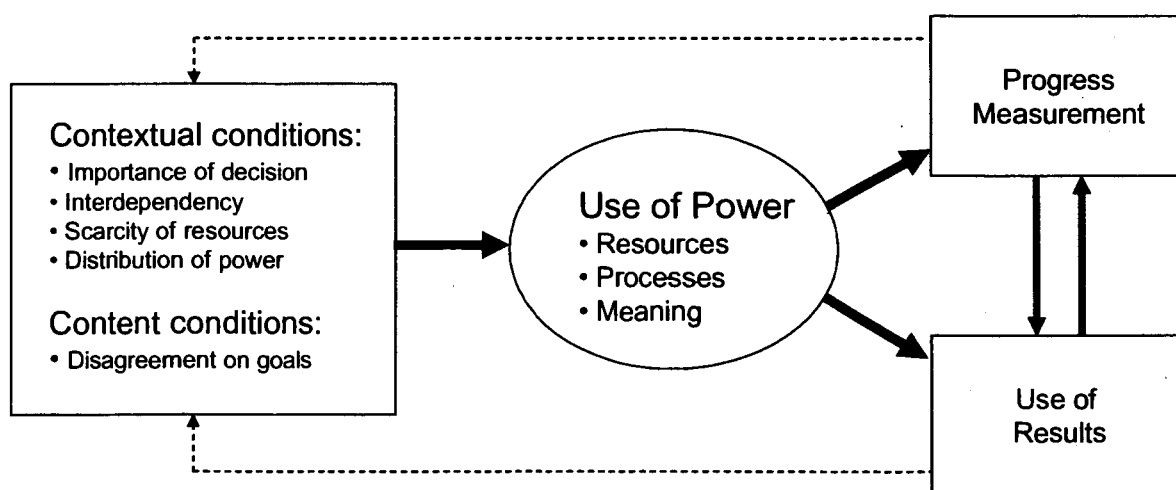 Contextual conditions:
• Importance of decision
• Interdependency
• Scarcity of resources
• Distribution of power
Content conditions:
• Disagreement on goals
Use of Power
• Resources
• Processes
• Meaning
Progress
Measurement
Use of
Results